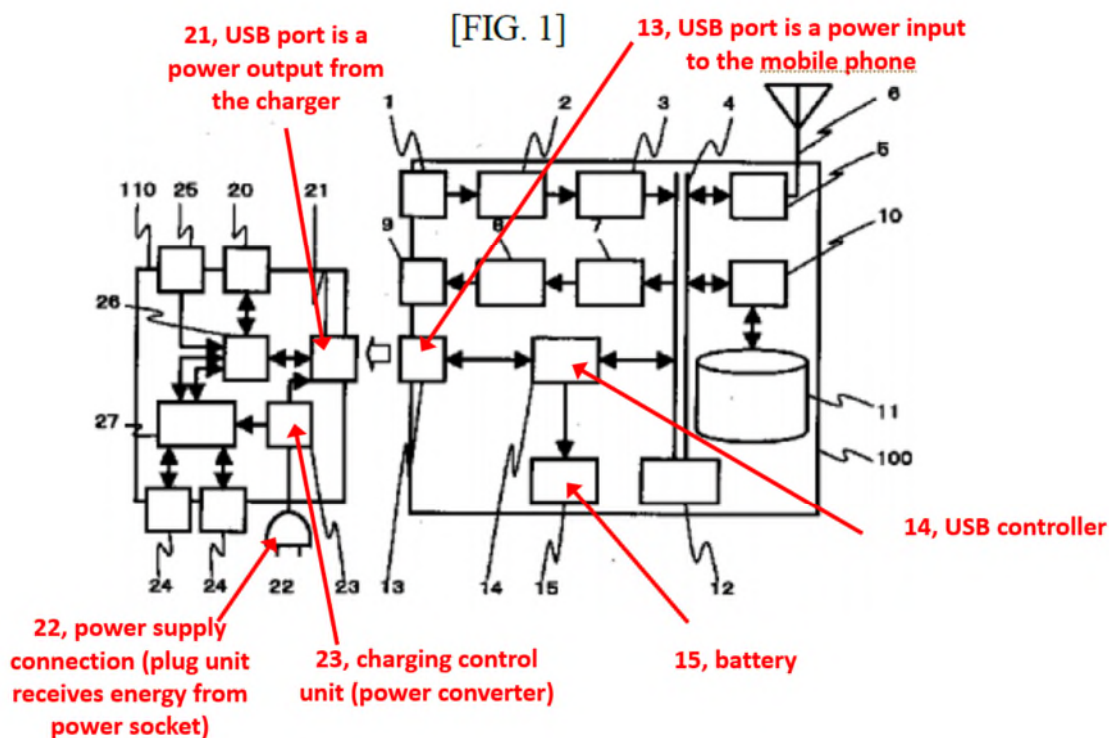 [FIG. 1]
21, USB port is a
power output from
the charger
13, USB port is a power input
to the mobile phone
1
2
3
4
6
5
110
25
20
21
9
8
7
10
26
27
11
100
24
24
22
23
13
14
15
12
14, USB controller
22, power supply
connection (plug unit
receives energy from
power socket)
23, charging control
unit (power converter)
15, battery